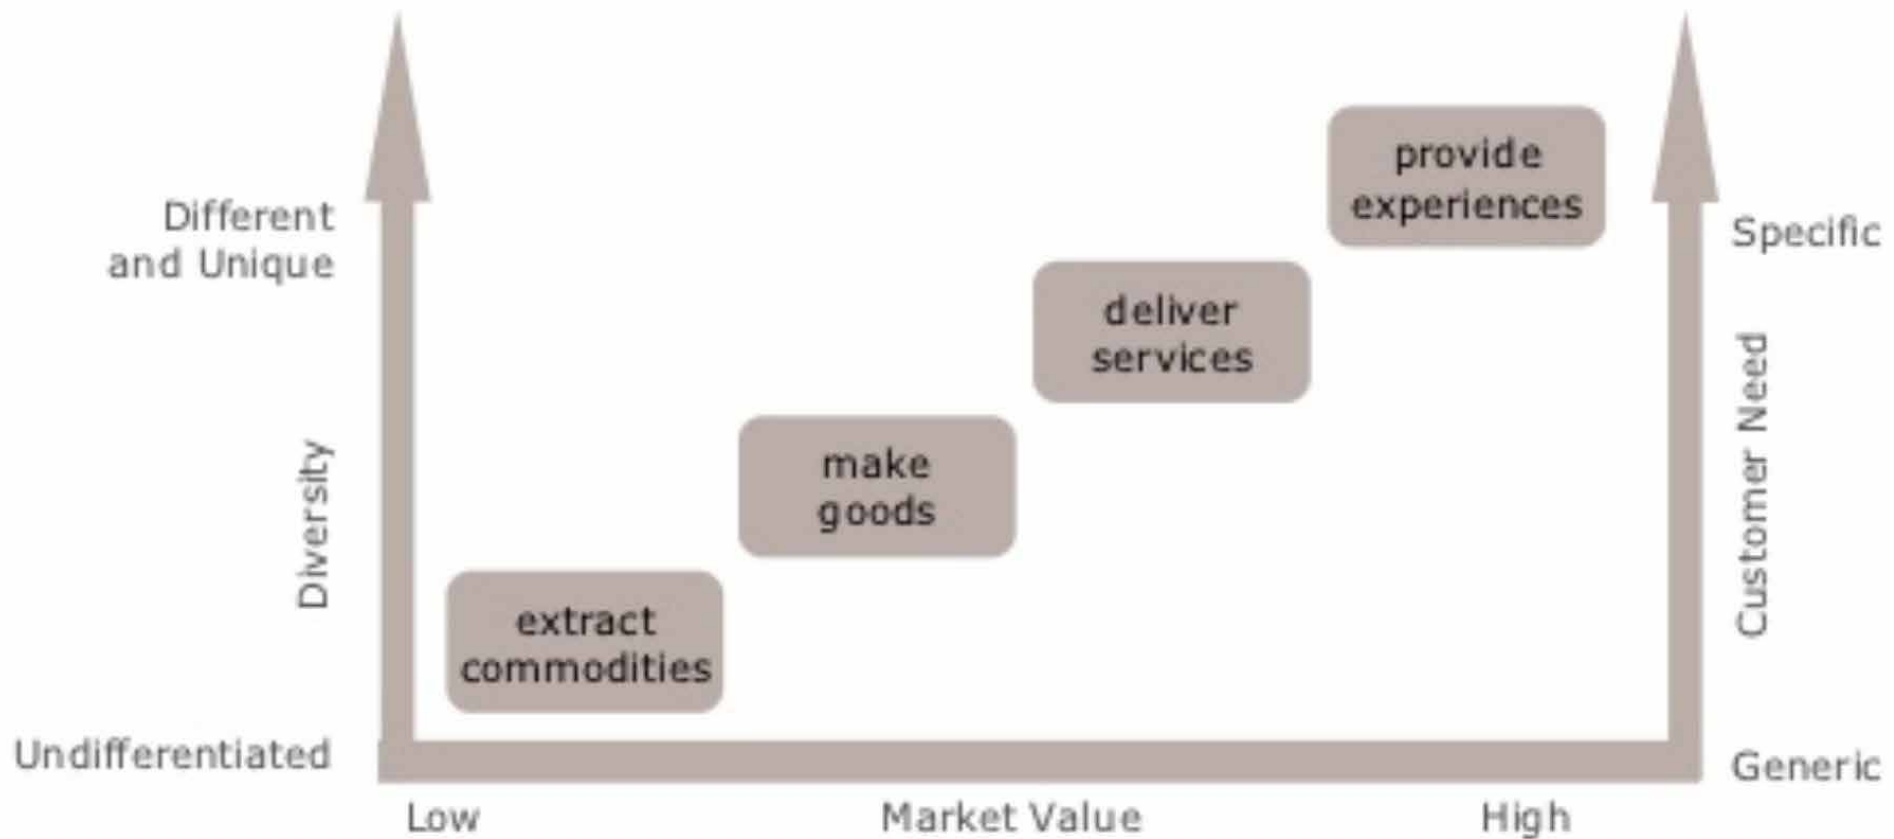 provide
experiences
Different
and Unique
Specific
deliver
services
Diversity
Customer Need
make
goods
extract
commodities
Undifferentiated
Generic
Low
Market Value
High